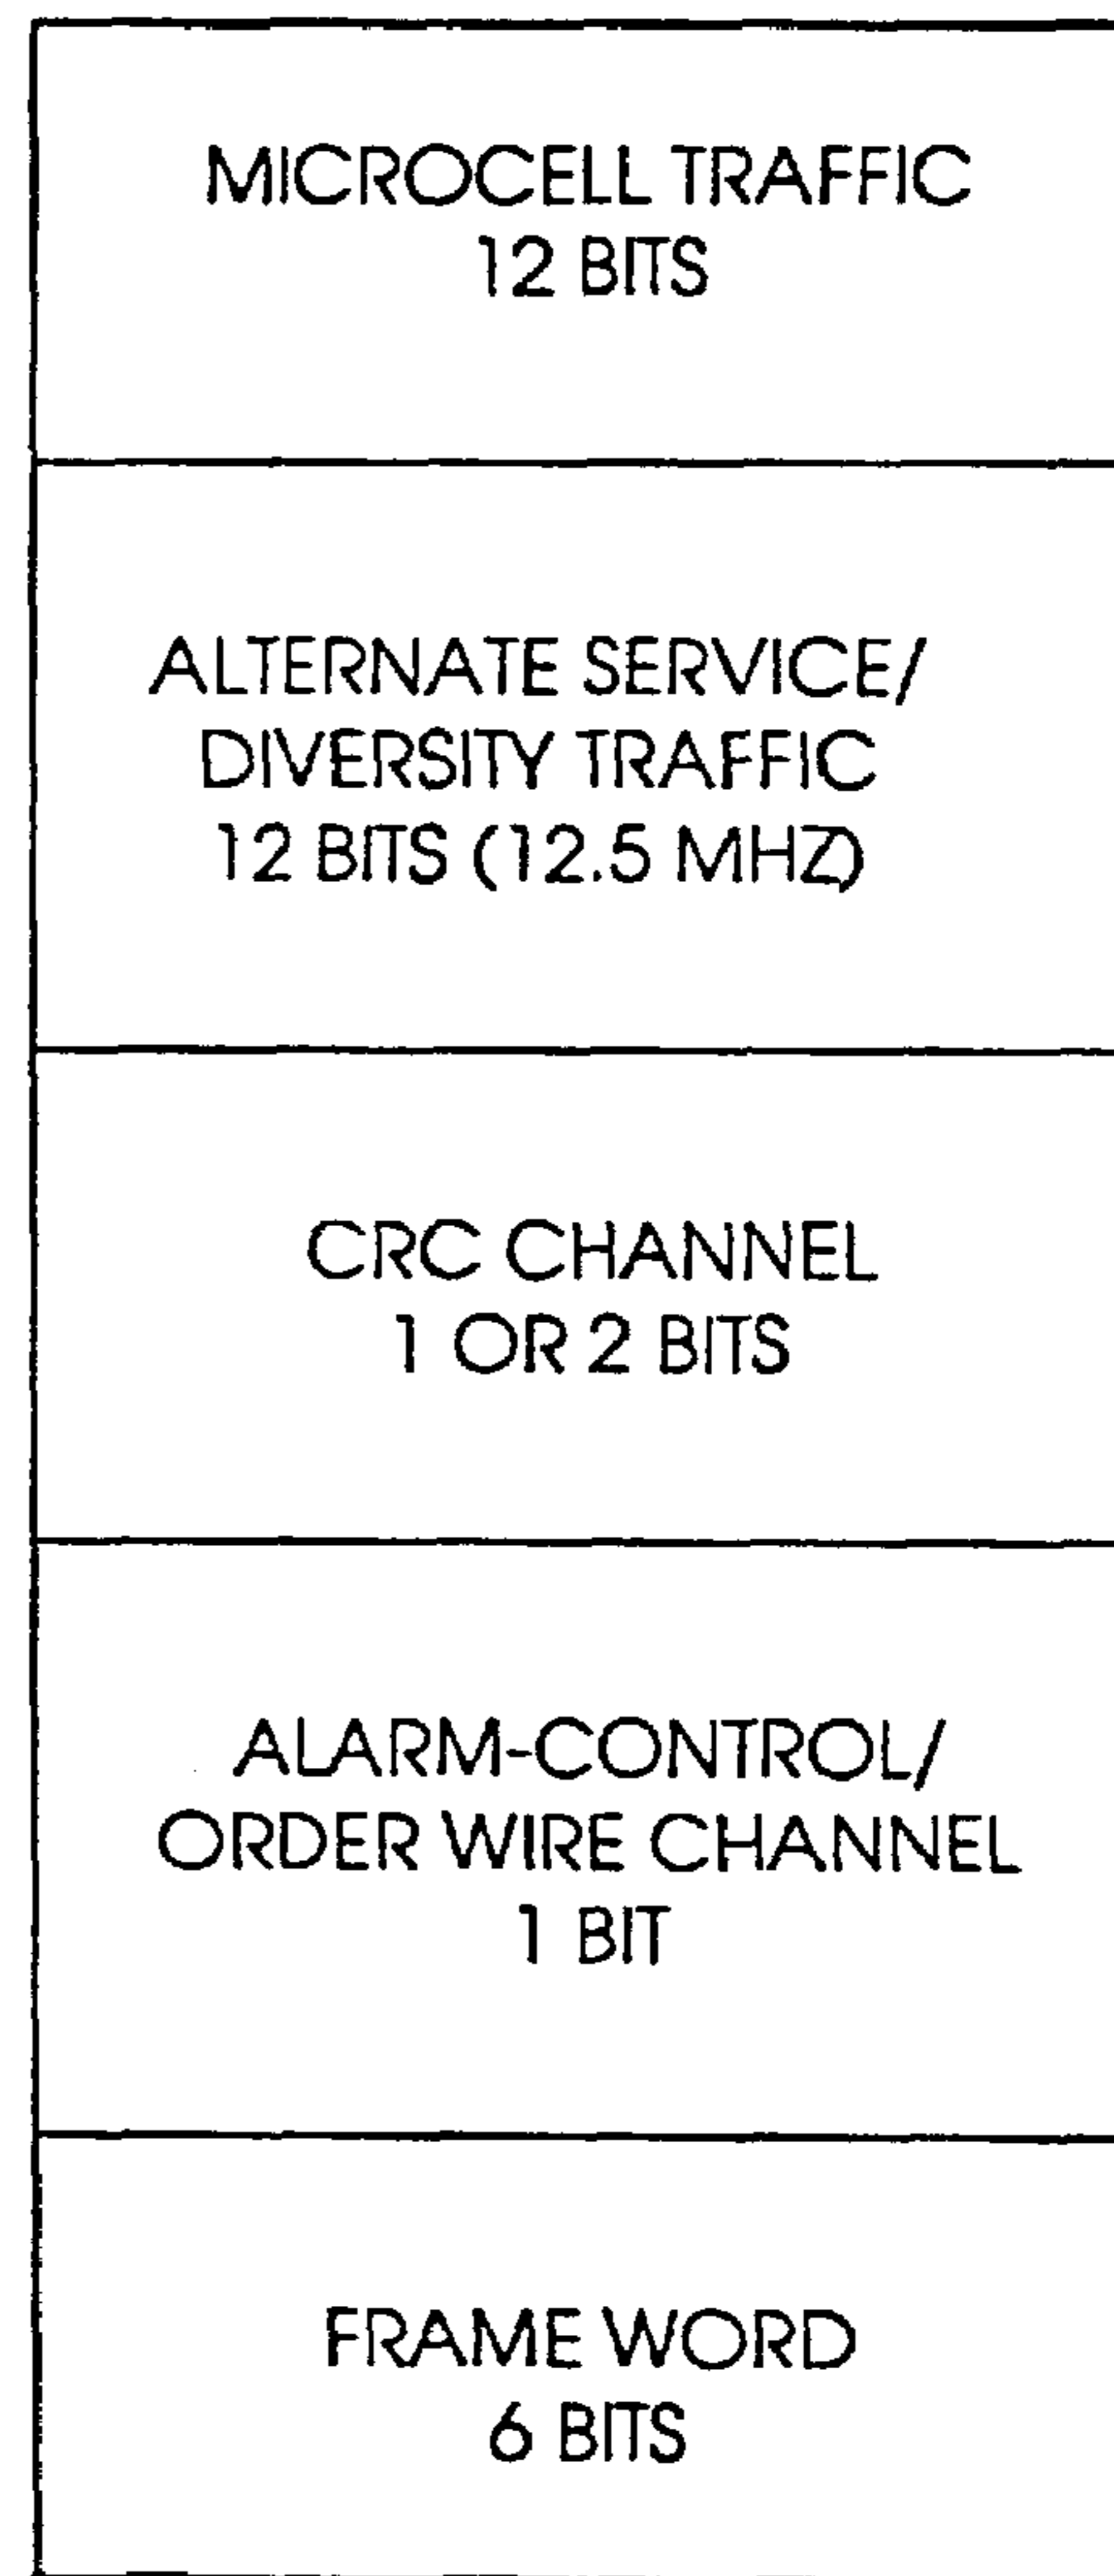 MICROCELL TRAFFIC
12 BITS
ALTERNATE SERVICE/
DIVERSITY TRAFFIC
12 BITS (12.5 MHZ)
CRC CHANNEL
1 OR 2 BITS
ALARM-CONTROL/
ORDER WIRE CHANNEL
1 BIT
FRAME WORD
6 BITS